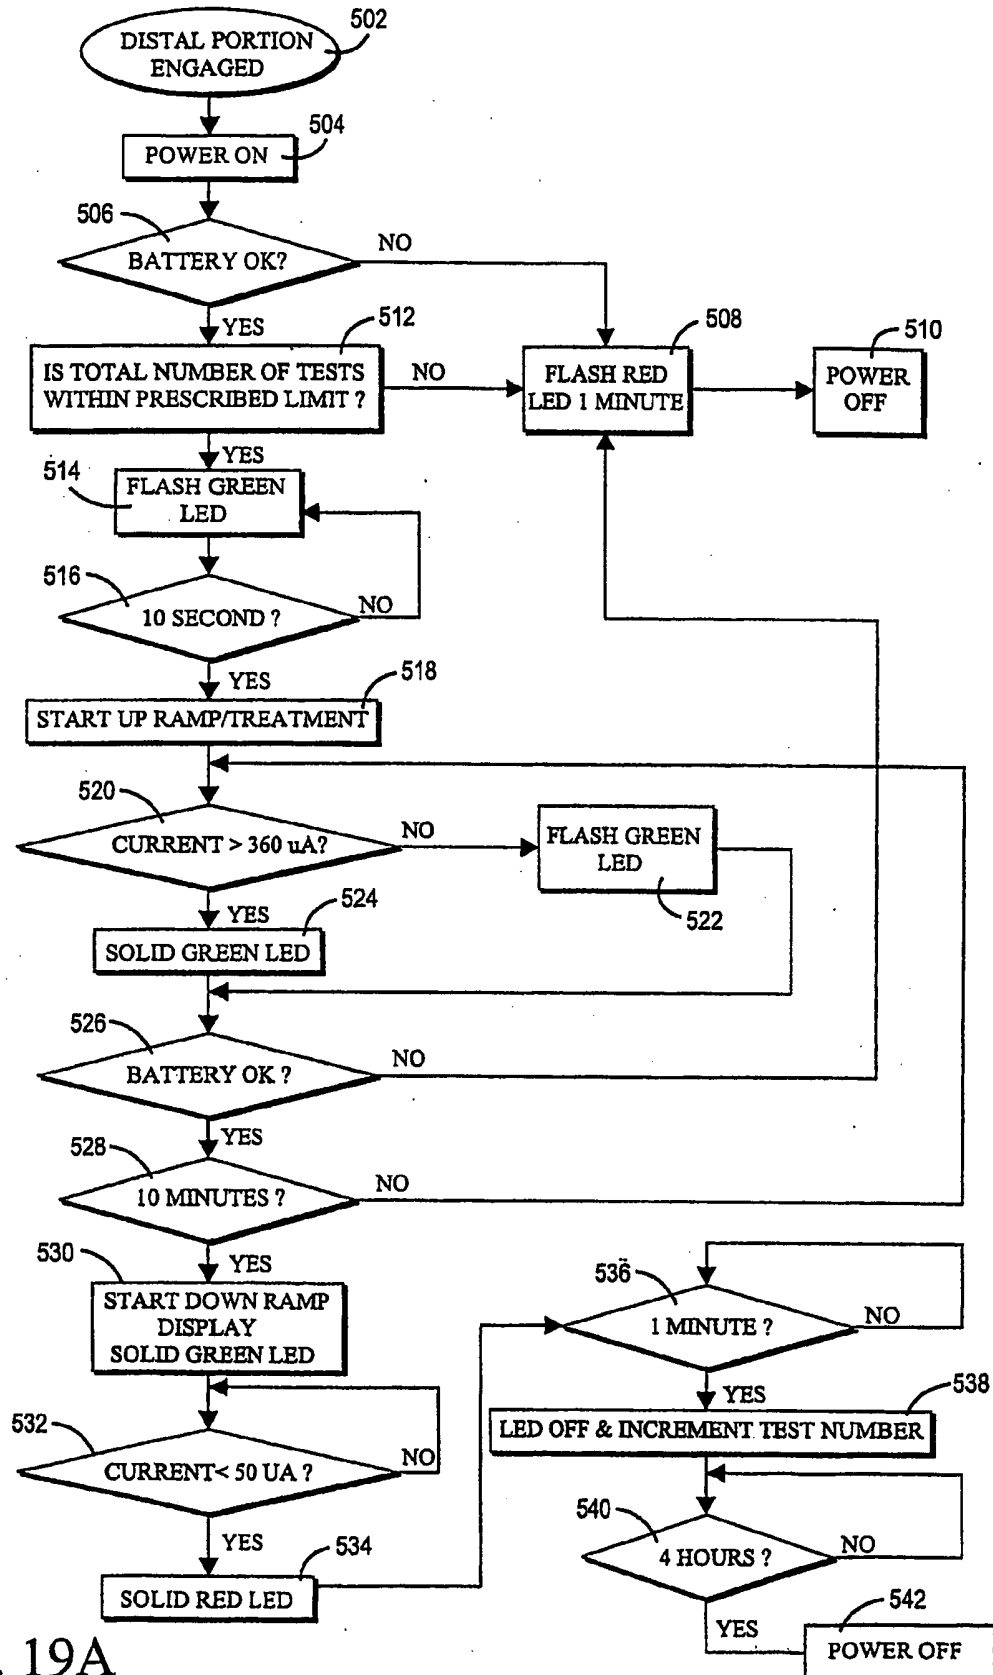 502
DISTAL PORTION
ENGAGED
504
POWER ON
506
BATTERY OK?
NO
YES
512
IS TOTAL NUMBER OF TESTS
WITHIN PRESCRIBED LIMIT ?
NO
508
FLASH RED
LED 1 MINUTE
510
POWER
OFF
YES
514
FLASH GREEN
LED
516
10 SECOND ?
NO
YES
518
START UP RAMP/TREATMENT
520
CURRENT > 360 uA?
NO
FLASH GREEN
LED
522
YES
524
SOLID GREEN LED
526
BATTERY OK ?
NO
YES
528
10 MINUTES ?
NO
YES
530
START DOWN RAMP
DISPLAY
SOLID GREEN LED
532
CURRENT< 50 UA ?
NO
YES
534
SOLID RED LED
536
1 MINUTE ?
NO
YES
538
LED OFF & INCREMENT TEST NUMBER
540
4 HOURS ?
NO
YES
542
POWER OFF
. 19A